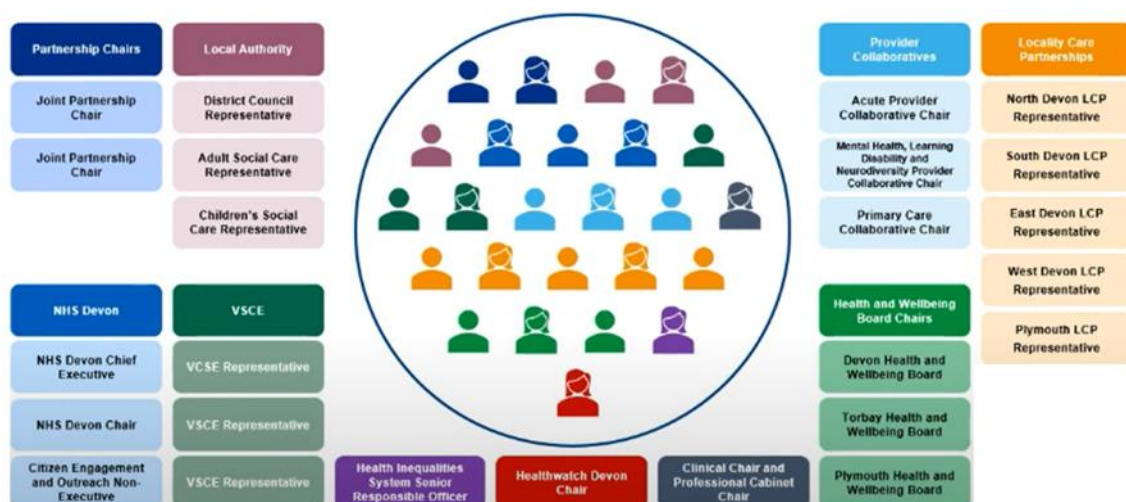 Partnership Chairs
Joint Partnership
Chair
Joint Partnership
Chair
Local Authority
District Council
Representative
Adult Social Care
Representative
Children's Social
Care Representative
Provider
Collaboratives
Acute Provider
Collaborative Chair
Mental Health, Learning
Disability and
Neurodiversity Provider
Collaborative Chair
Primary Care
Collaborative Chair
Locality Care
Partnerships
North Devon LCP
Representative
South Devon LCP
Representative
East Devon LCP
Representative
West Devon LCP
Representative
Plymouth LCP
Representative
NHS Devon
NHS Devon Chief
Executive
NHS Devon Chair
Citizen Engagement
and Outreach Non-
Executive
VSCE
VCSE Representative
VSCE Representative
VSCE Representative
Health Inequalities
System Senior
Responsible Officer
Healthwatch Devon
Chair
Clinical Chair and
Professional Cabinet
Chair
Health and Wellbeing
Board Chairs
Devon Health and
Wellbeing Board
Torbay Health and
Wellbeing Board
Plymouth Health and
Wellbeing Board